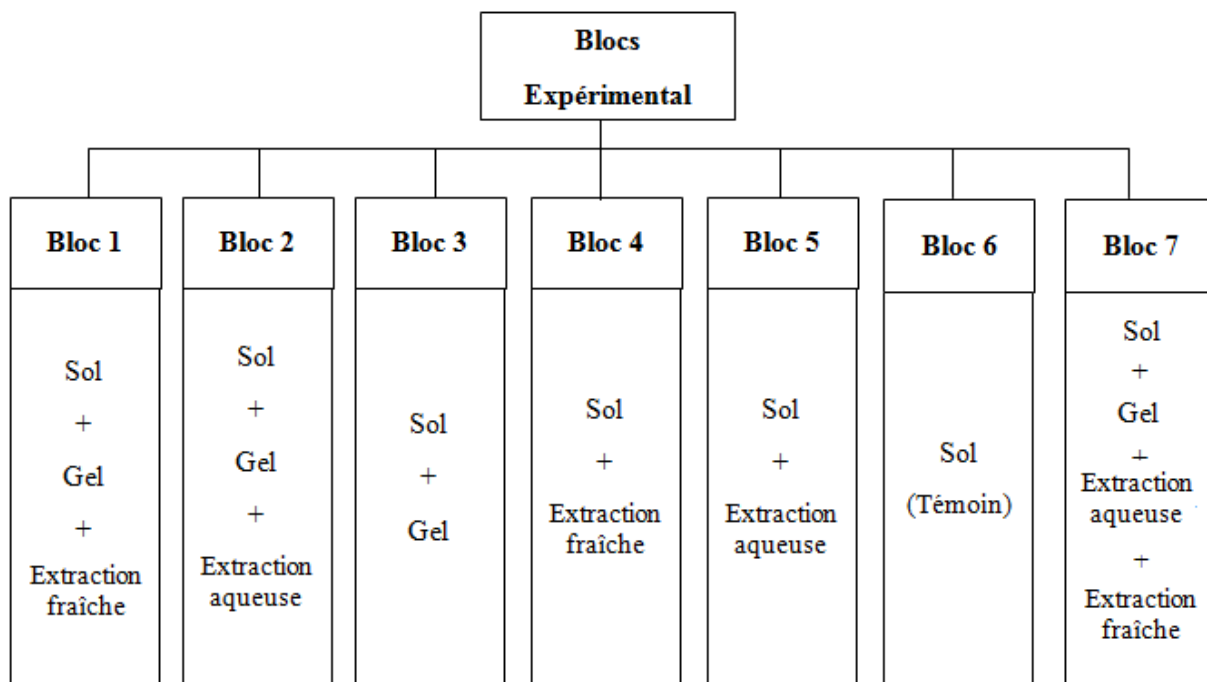 Blocs
Expérimental
Bloc 1
Sol
+
Gel
+
Extraction
fraîche
Bloc 2
Sol
+
Gel
+
Extraction
aqueuse
Bloc 3
Sol
+
Gel
Bloc 4
Sol
+
Extraction
fraîche
Bloc 5
Sol
+
Extraction
aqueuse
Bloc 6
Sol
(Témoin)
Bloc 7
Sol
+
Gel
+
Extraction
aqueuse
+
Extraction
fraîche